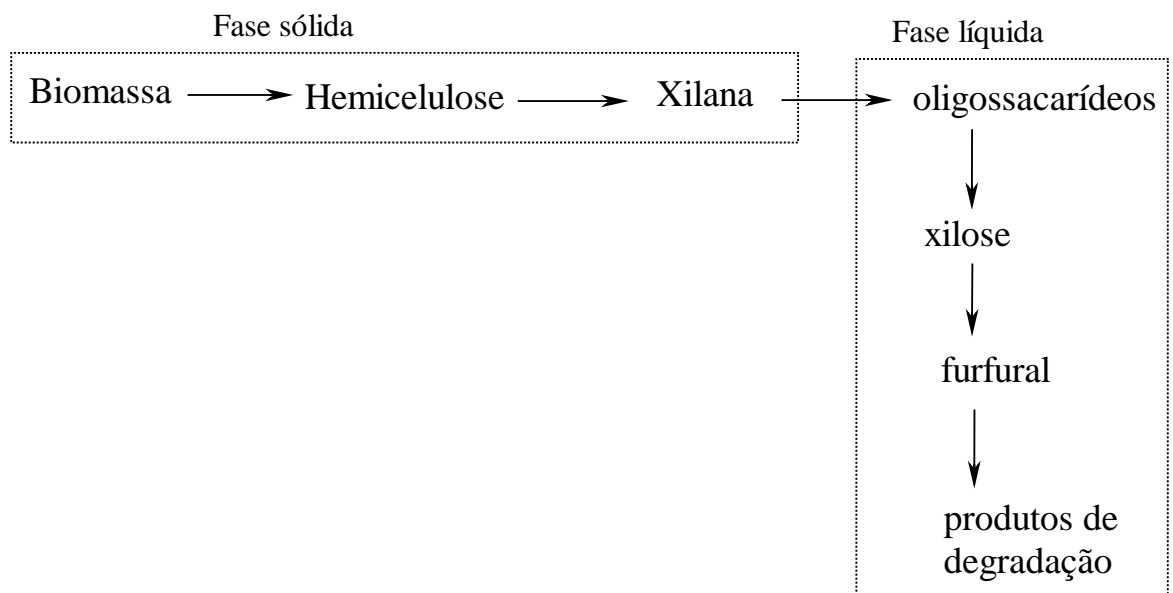 Fase sólida
Fase líquida
Biomassa
Hemicelulose
Xilana
oligossacarídeos
xilose
furfural
produtos de
degradação